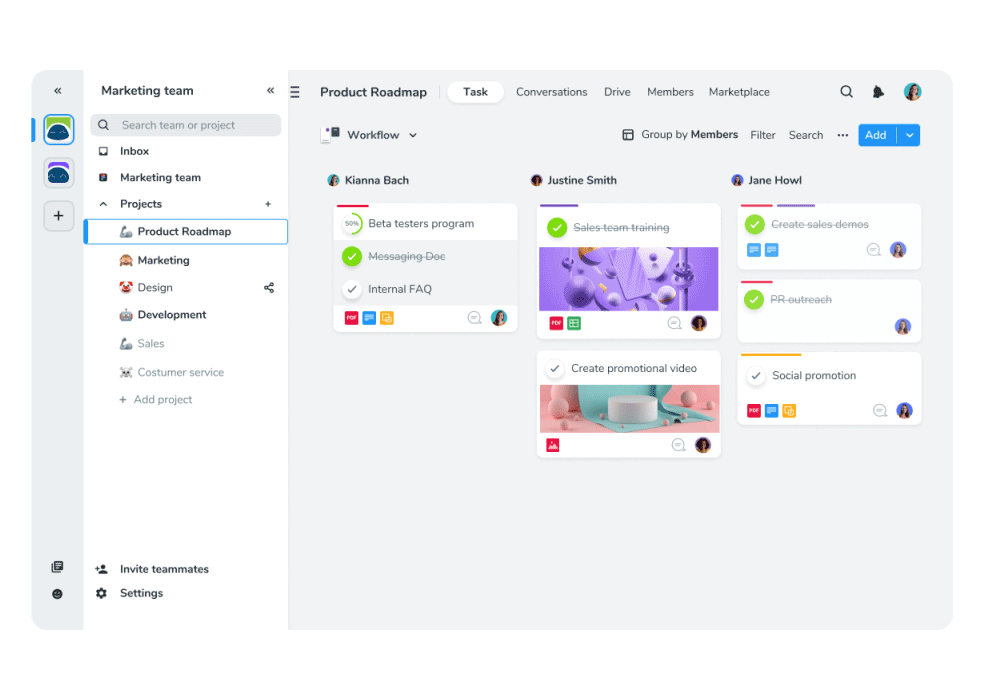 Marketing team
Search team or project
Inbox
Marketing team
Projects
Product Roadmap
Marketing
Design
Development
Sales
Costumer service
Add project
Invite teammates
Settings
Product Roadmap Task Conversations Drive Members Marketplace
Workflow Group by Members Filter Search Add
Kianna Bach
50% Beta testers program
Messaging Doc
Internal FAQ
PDF
Justine Smith
Sales team training
PDF
Create promotional video
Jane Howl
Create sales demos
PR outreach
Social promotion
PDF